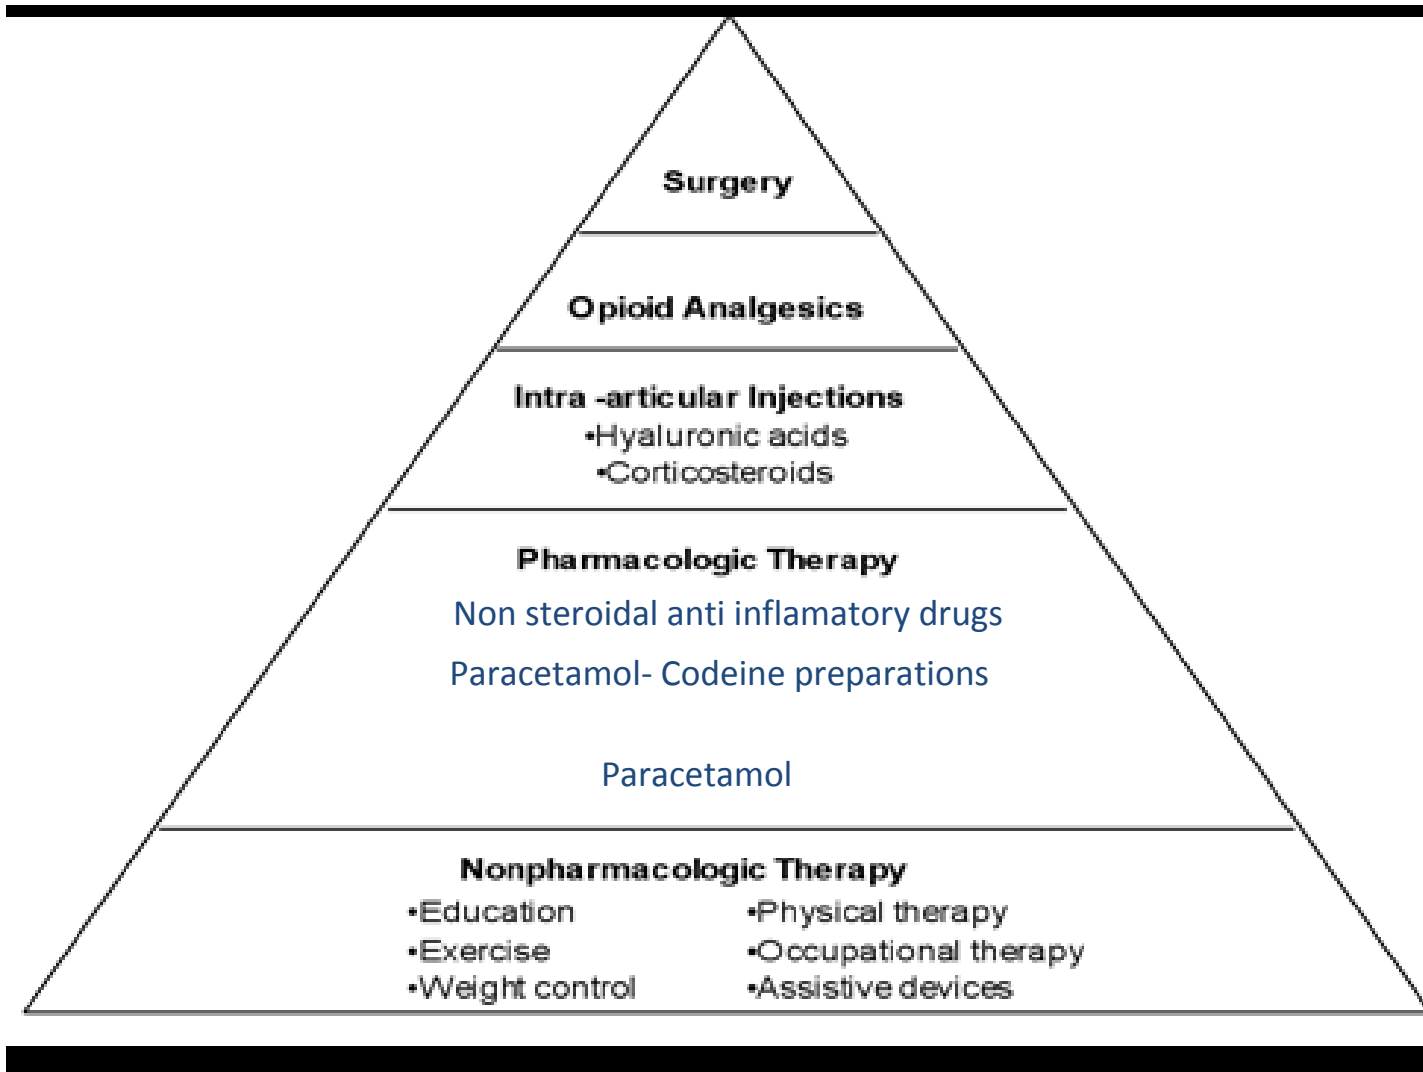 Surgery
Opioid Analgesics
Intra -articular Injections
•Hyaluronic acids
•Corticosteroids
Pharmacologic Therapy
Non steroidal anti inflamatory drugs
Paracetamol- Codeine preparations
Paracetamol
Nonpharmacologic Therapy
•Education •Physical therapy
•Exercise •Occupational therapy
•Weight control •Assistive devices